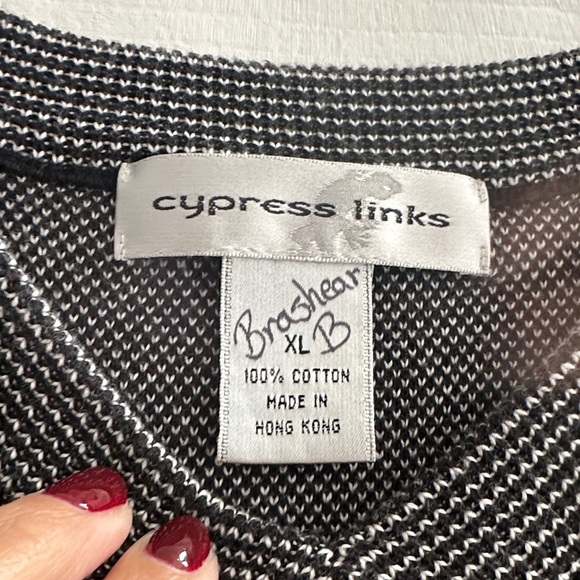 cypress links
Brashear
XL B
100% COTTON
MADE IN
HONG KONG